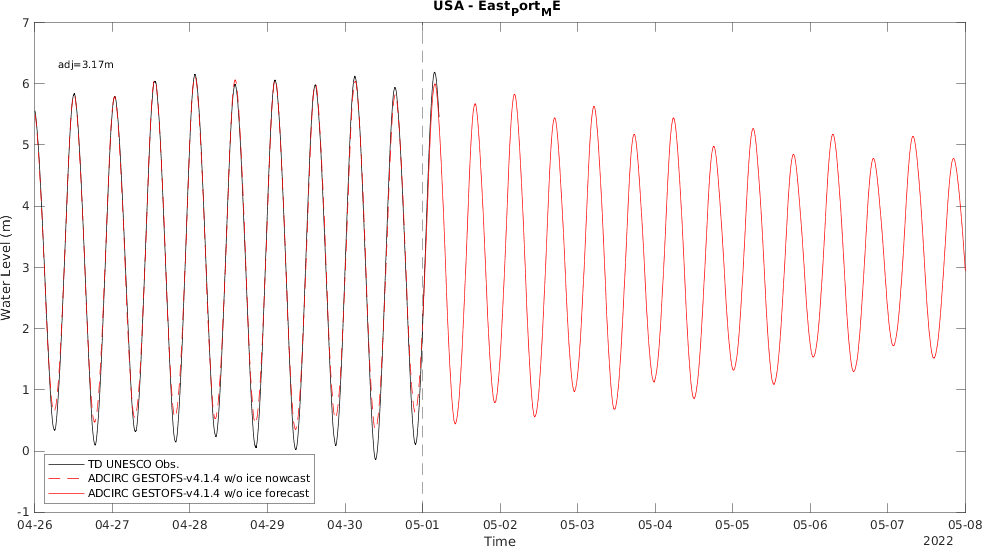 USA - EastPortME
adj=3.17m
7
6
5
4
3
2
1
0
-1
Water Level (m)
TD UNESCO Obs.
ADCIRC GESTOFS-v4.1.4 w/o ice nowcast
ADCIRC GESTOFS-v4.1.4 w/o ice forecast
04-26 04-27 04-28 04-29 04-30 05-01 05-02 05-03 05-04 05-05 05-06 05-07 05-08
Time
2022